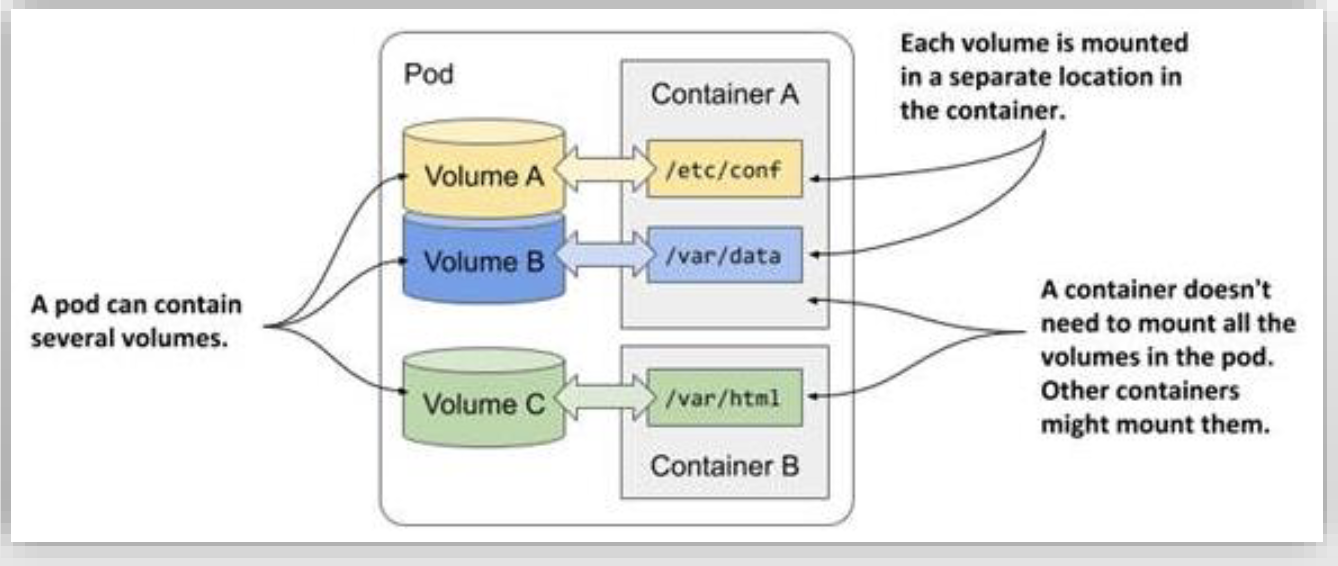 Pod
Container A
Volume A
/etc/conf
Volume B
/var/data
Volume C
/var/html
Container B
A pod can contain
several volumes.
Each volume is mounted
in a separate location in
the container.
A container doesn't
need to mount all the
volumes in the pod.
Other containers
might mount them.